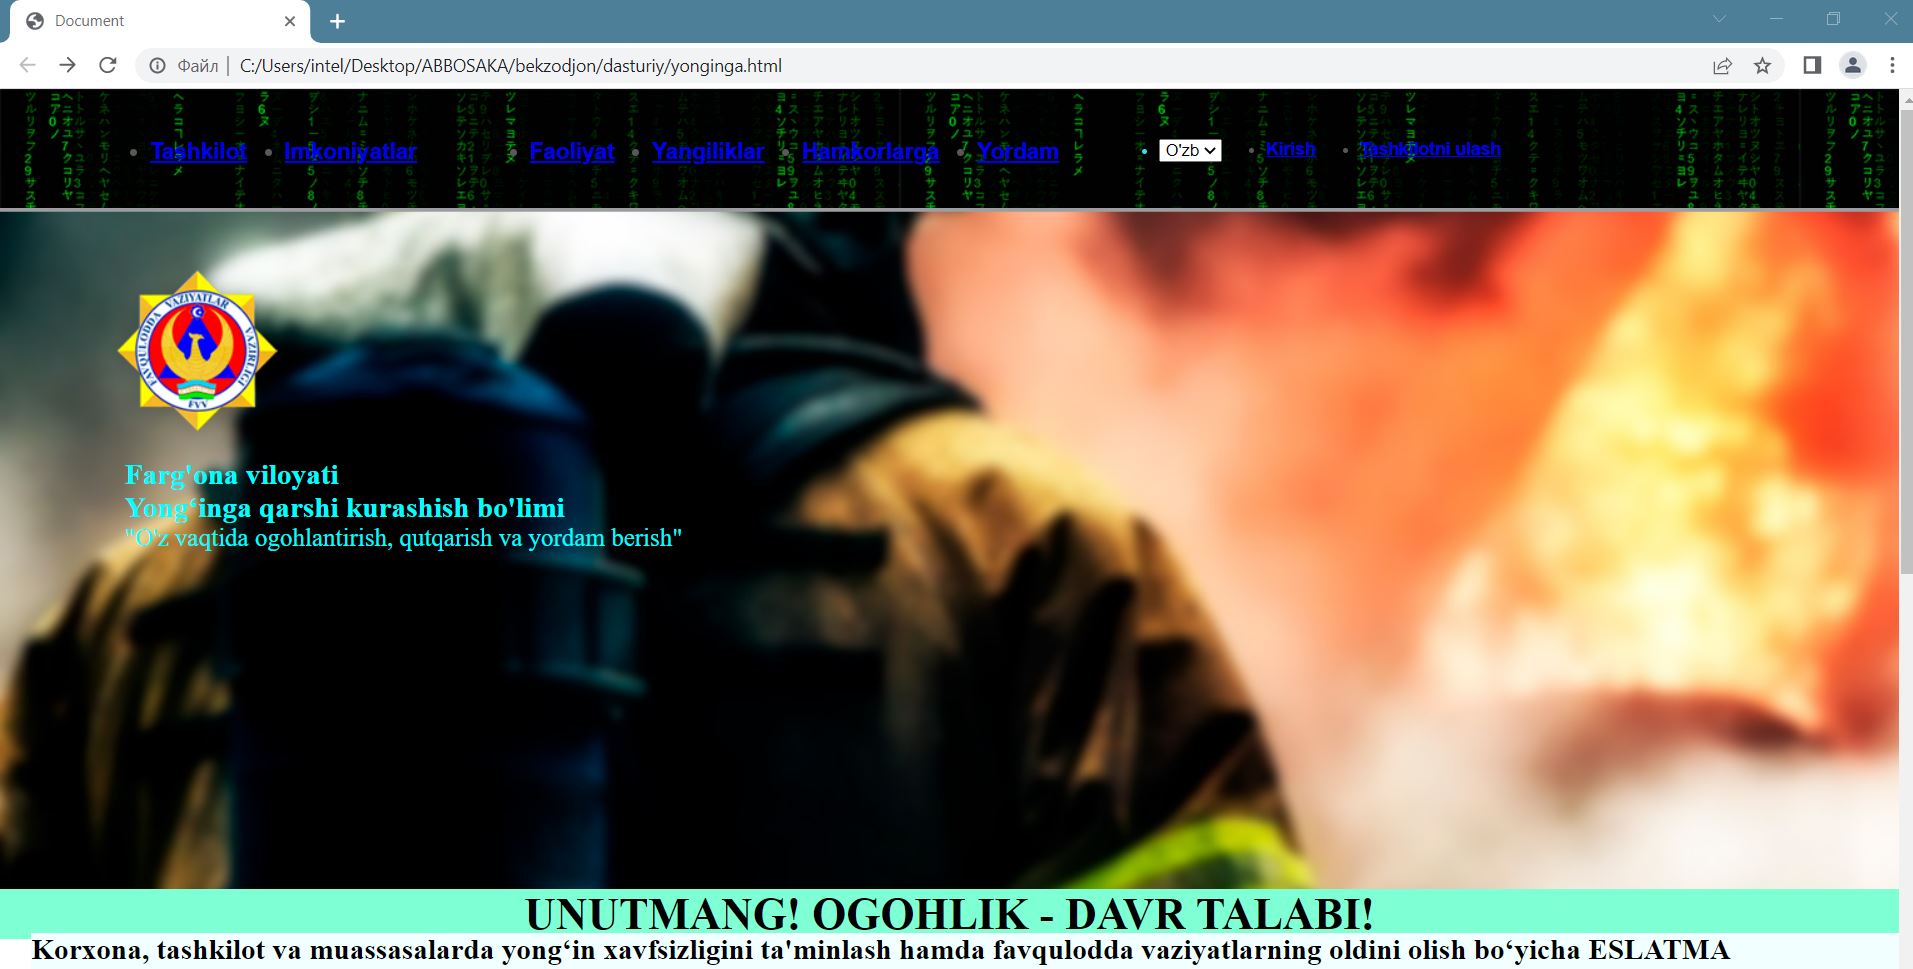 Document
Файл | C:/Users/intel/Desktop/ABBOSAKA/bekzodjon/dasturiy/yonginga.html
Tashkilot Imkoniyatlar Faoliyat Yangiliklar Hamkorlarga Yordam O'zb Kirish Tashkilotni ulash
FAVQULODDA VAZIYATLAR VAZIRLIGI
FVV
Farg'ona viloyati
Yong‘inga qarshi kurashish bo'limi
"O'z vaqtida ogohlantirish, qutqarish va yordam berish"
UNUTMANG! OGOHLIK - DAVR TALABI!
Korxona, tashkilot va muassasalarda yong‘in xavfsizligini ta'minlash hamda favqulodda vaziyatlarning oldini olish bo‘yicha ESLATMA